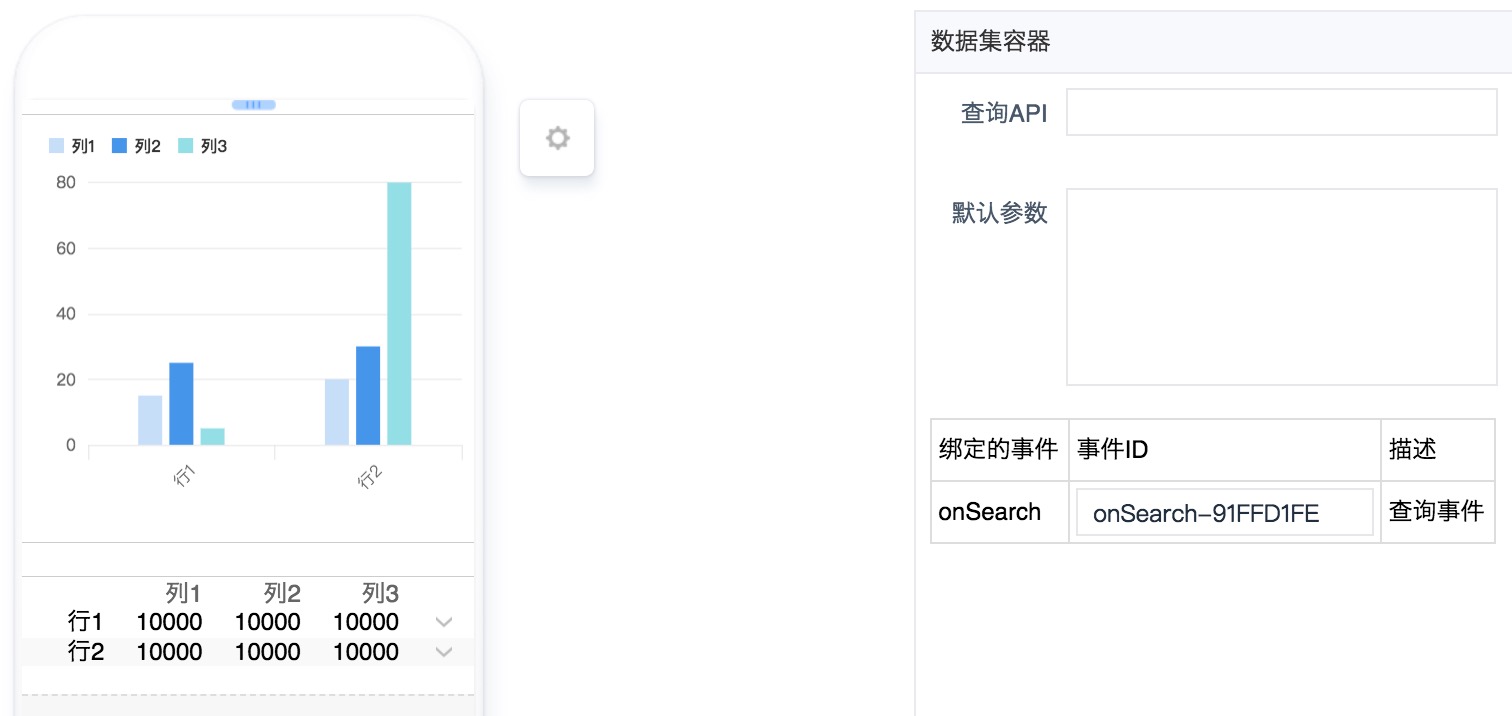 列1 列2 列3
80
60
40
20
0
行1 行2
列1 列2 列3
行1 10000 10000 10000
行2 10000 10000 10000
数据集容器
查询API
默认参数
绑定的事件 事件ID 描述
onSearch onSearch-91FFD1FE 查询事件